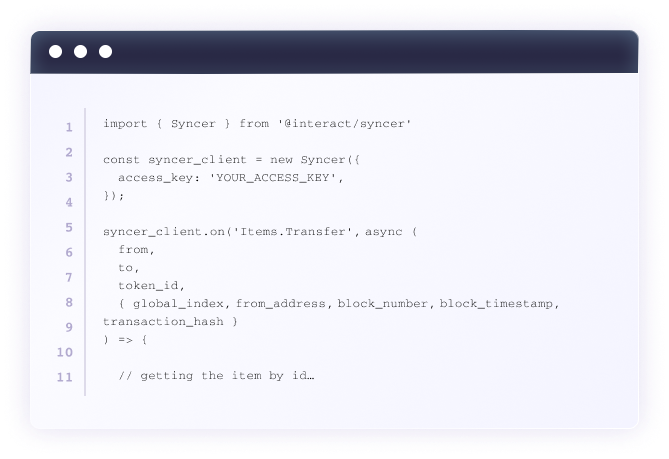 1
2
3
4
5
6
7
8
9
10
11
import { Syncer } from '@interact/syncer'
const syncer_client = new Syncer({
access_key: 'YOUR_ACCESS_KEY',
});
syncer_client.on('Items.Transfer', async (
from,
to,
token_id,
{ global_index, from_address, block_number, block_timestamp,
transaction_hash }
) => {
// getting the item by id…